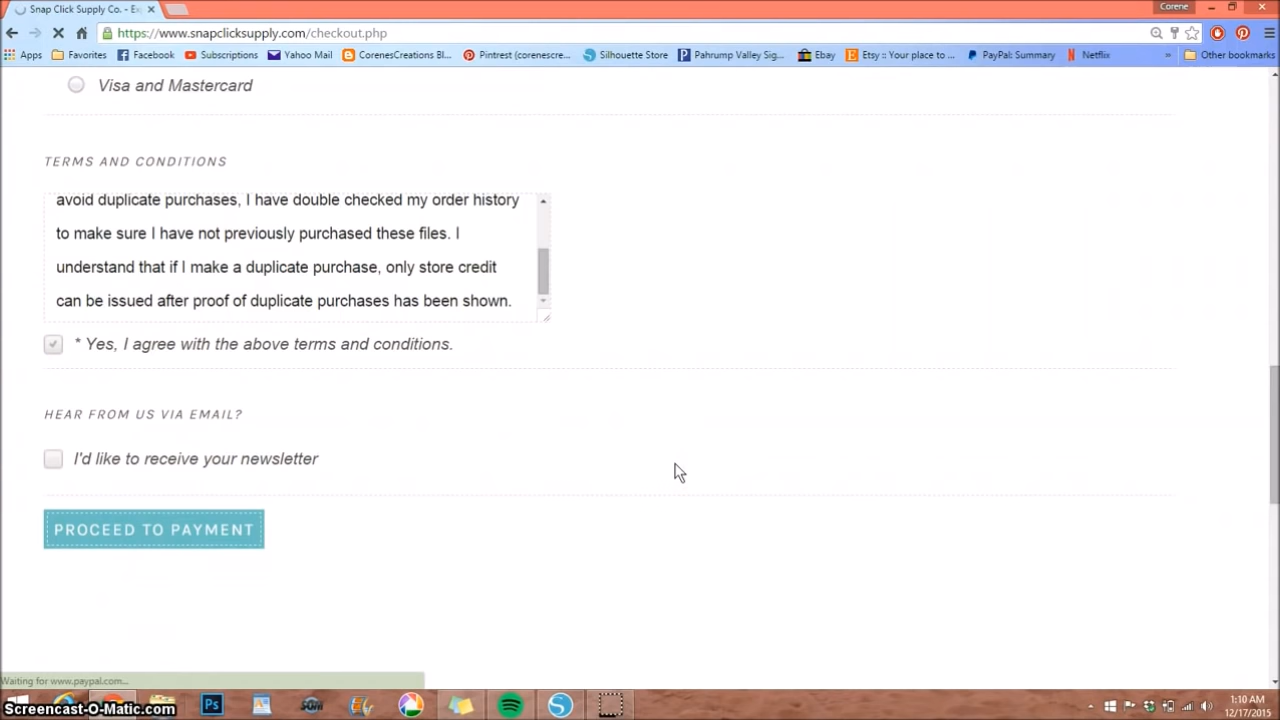 Snap Click Supply Co. - Ex
Corene
https://www.snapclicksupply.com/checkout.php
Apps Favorites Facebook Subscriptions Yahoo Mail CorenesCreations Bl... Pintrest (corenescre... Silhouette Store Pahrump Valley Sig... Ebay Etsy :: Your place to ... PayPal: Summary Netflix » Other bookmarks
Visa and Mastercard
TERMS AND CONDITIONS
avoid duplicate purchases, I have double checked my order history
to make sure I have not previously purchased these files. I
understand that if I make a duplicate purchase, only store credit
can be issued after proof of duplicate purchases has been shown.
* Yes, I agree with the above terms and conditions.
HEAR FROM US VIA EMAIL?
I'd like to receive your newsletter
PROCEED TO PAYMENT
Waiting for www.paypal.com...
Ps
1:10 AM
12/17/2015
Screencast-O-Matic.com